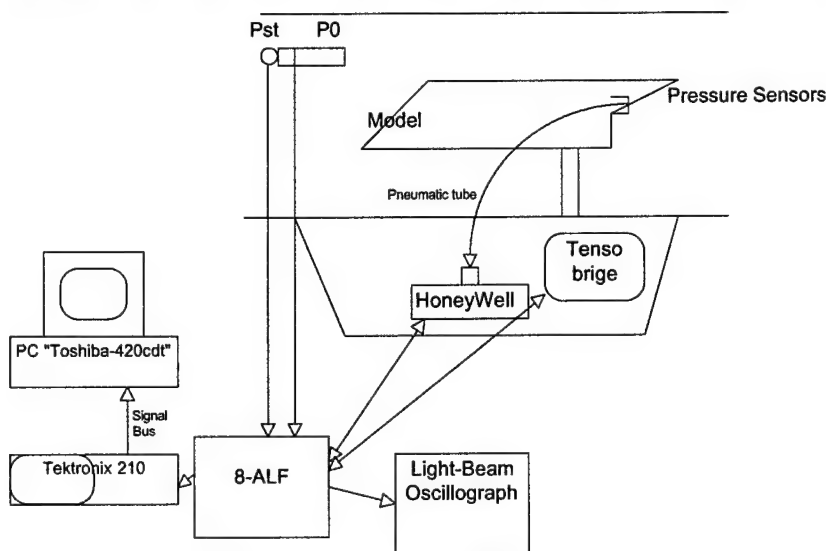 Pst P0
Pressure Sensors
Model
Pneumatic tube
Tenso
brige
HoneyWell
PC "Toshiba-420cdt"
Signal
Bus
Tektronix 210
8-ALF
Light-Beam
Oscillograph